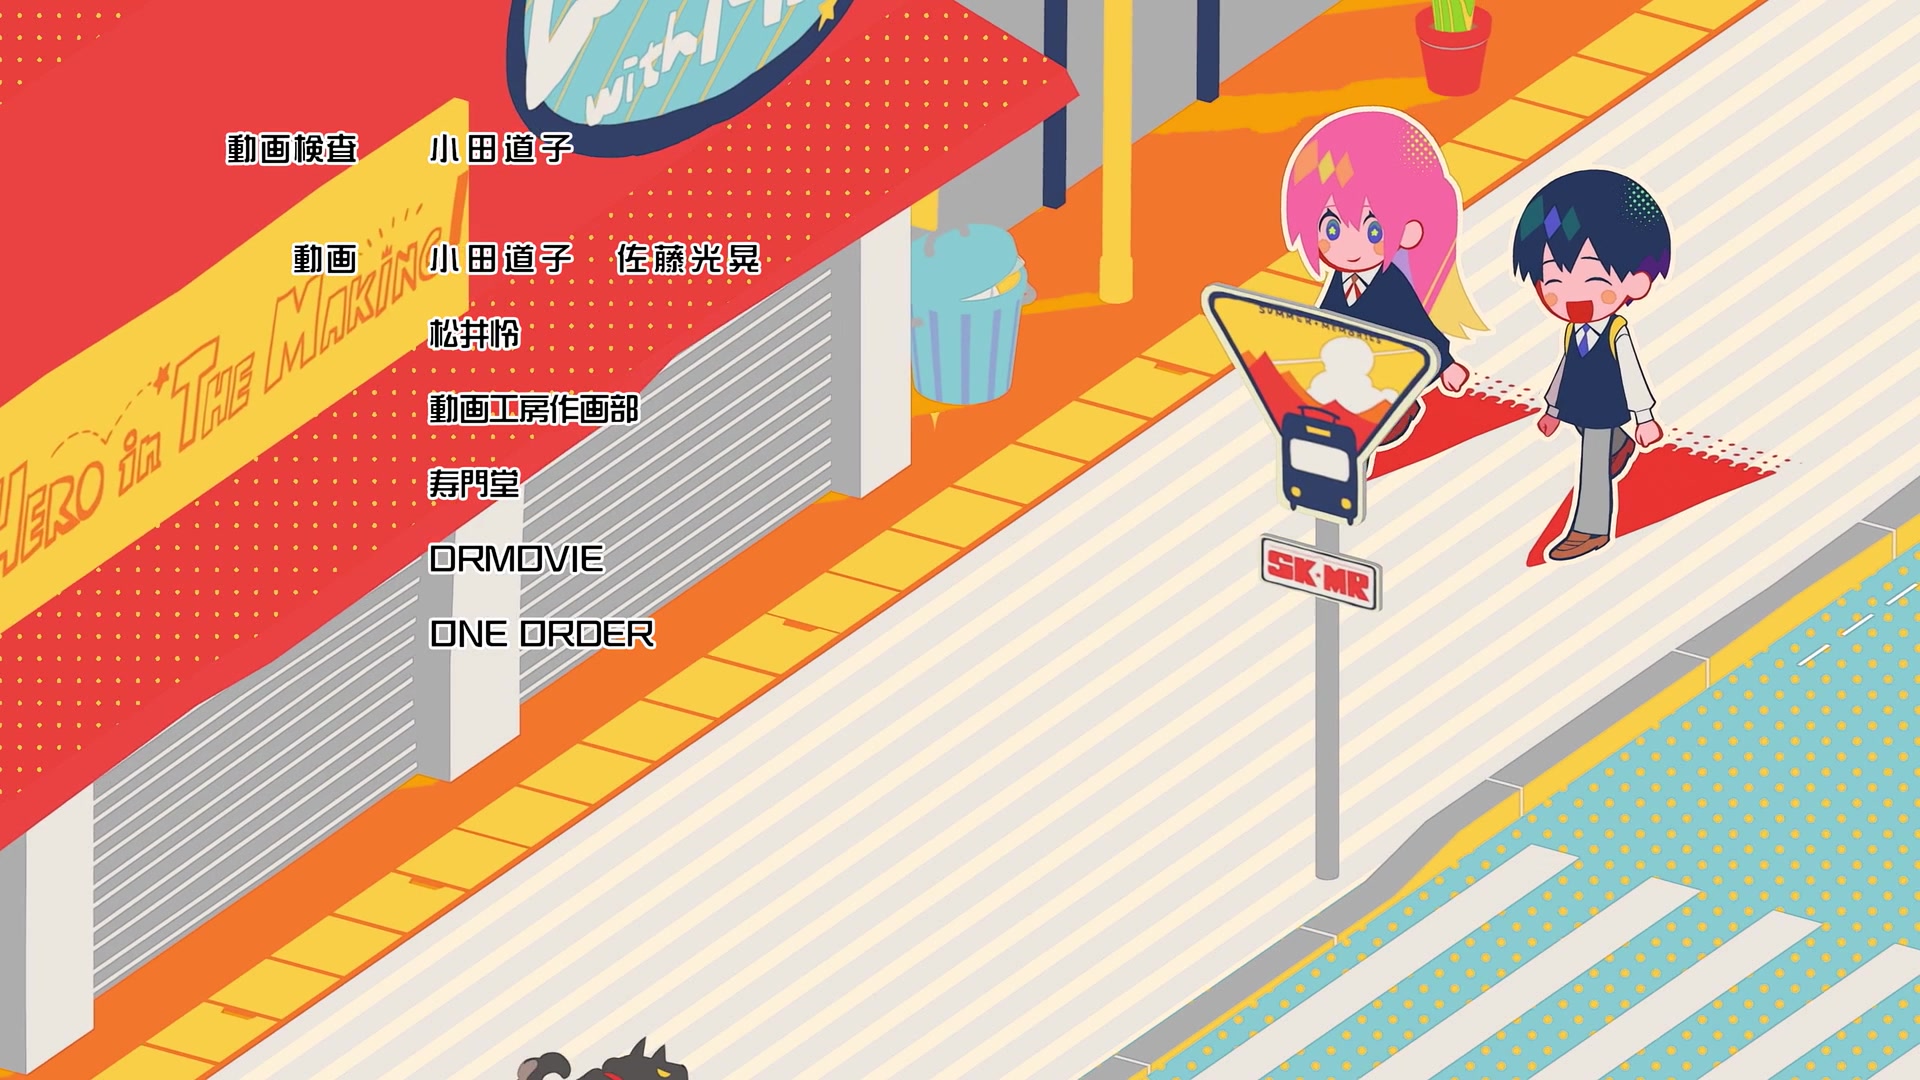 with
動画検査 小田道子
動画 小田道子 佐藤光晃
松井怜
動画工房作画部
寿門堂
DRMOVIE
ONE ORDER
HERO in THE MAKING!
SUMMER・MEMORIES
SK・MR